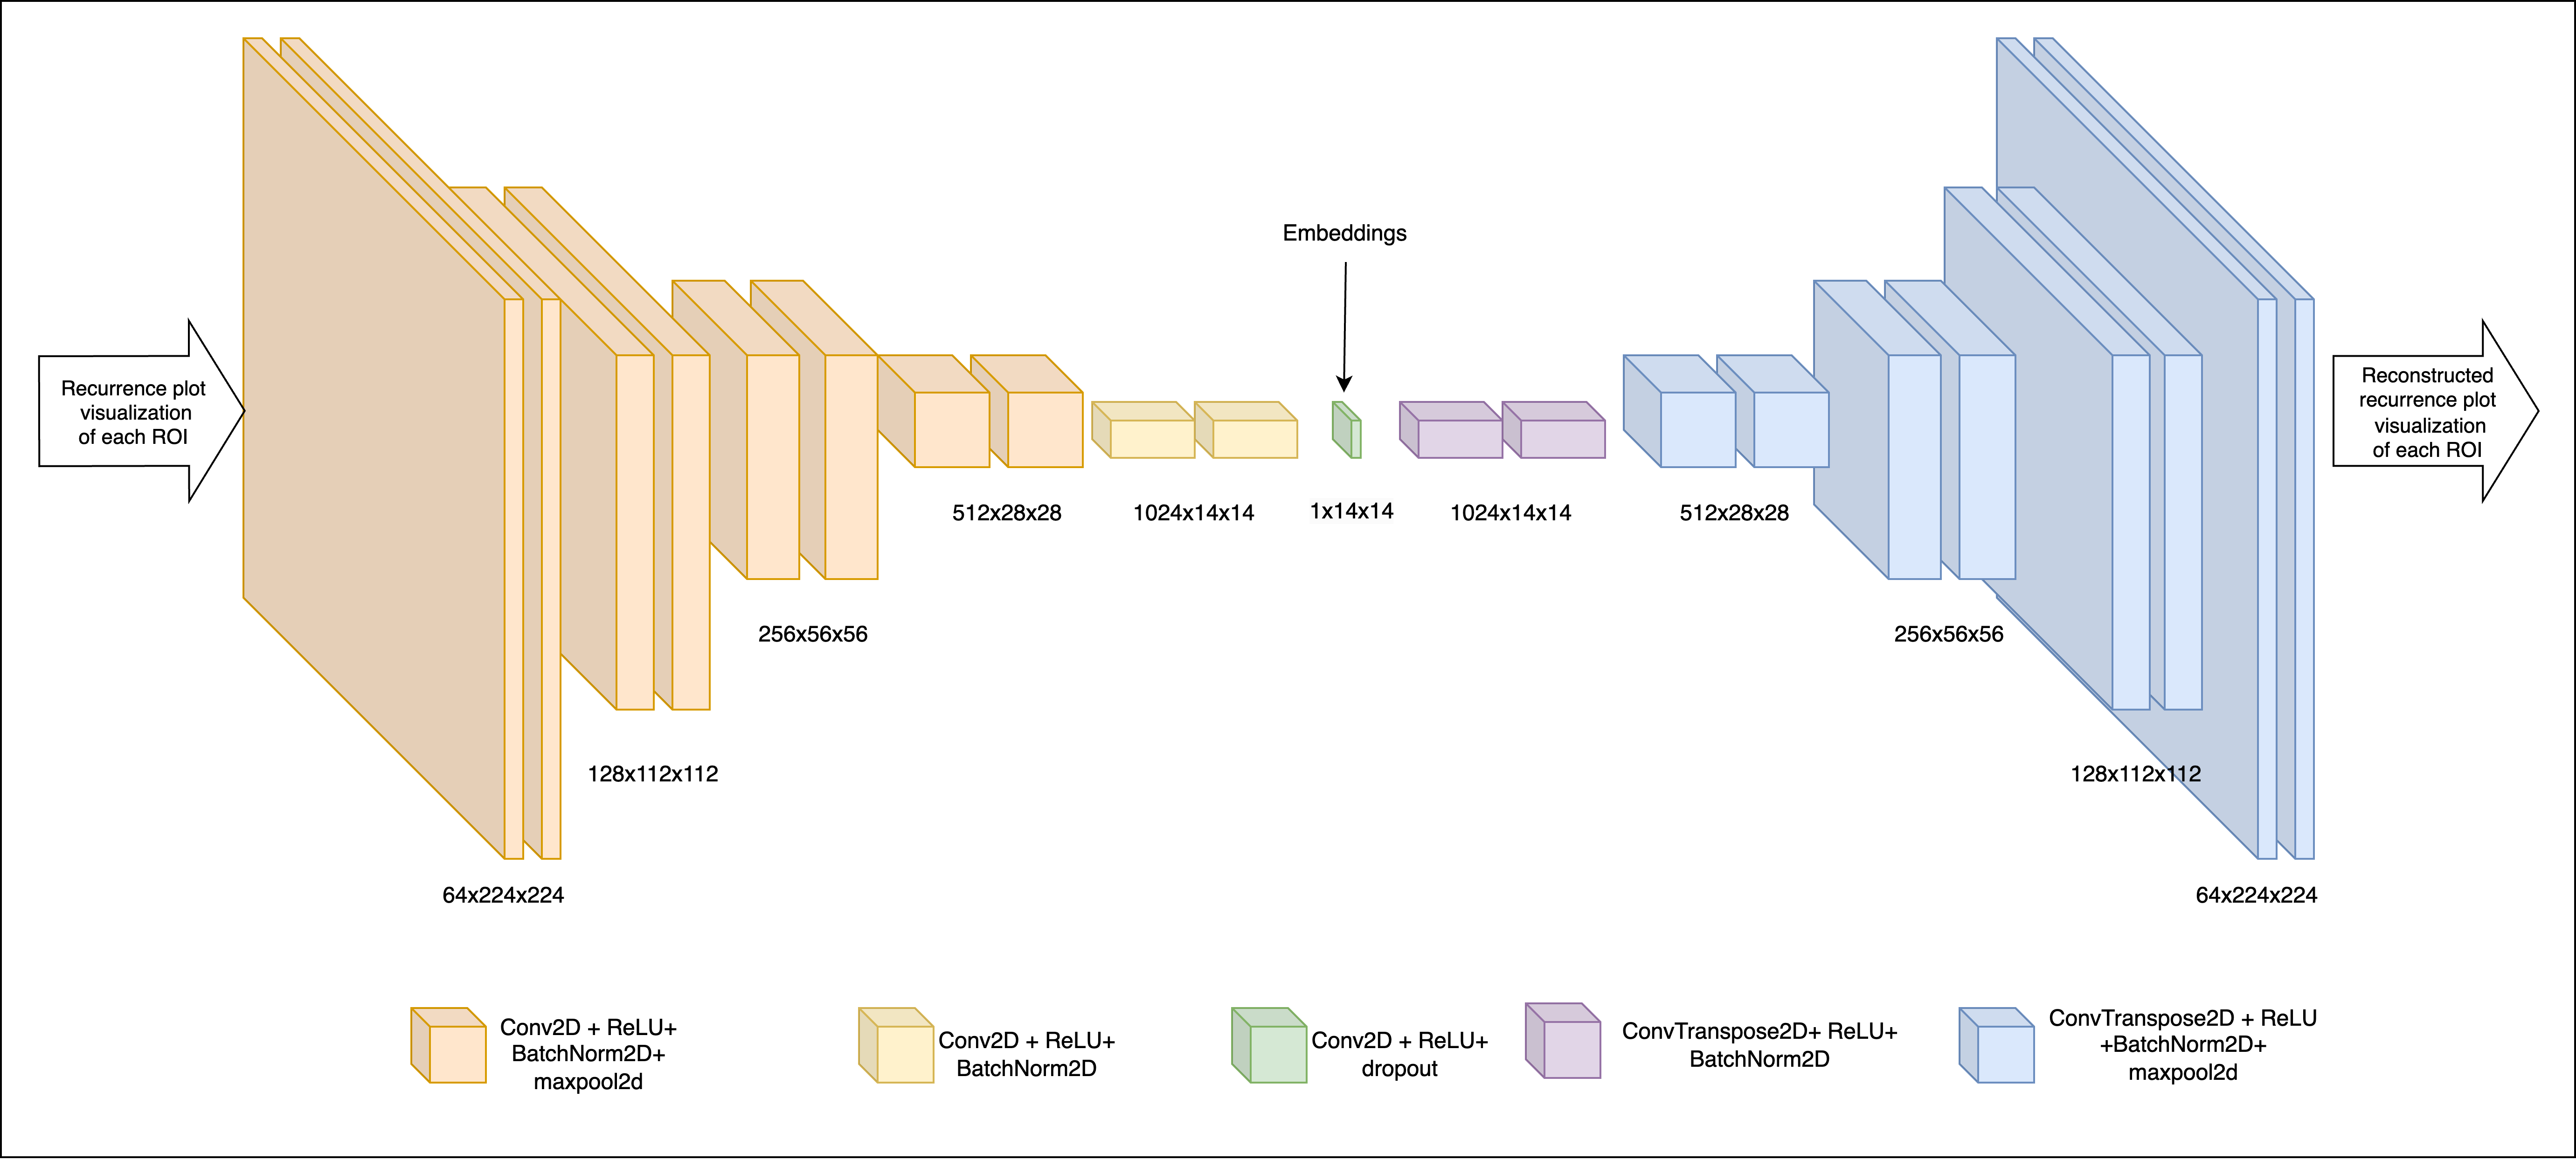 Recurrence plot
visualization
of each ROI
Embeddings
Reconstructed
recurrence plot
visualization
of each ROI
512x28x28
1024x14x14
1x14x14
1024x14x14
512x28x28
256x56x56
256x56x56
128x112x112
128x112x112
64x224x224
64x224x224
Conv2D + ReLU+
BatchNorm2D+
maxpool2d
Conv2D + ReLU+
BatchNorm2D
Conv2D + ReLU+
dropout
ConvTranspose2D+ ReLU+
BatchNorm2D
ConvTranspose2D + ReLU
+BatchNorm2D+
maxpool2d